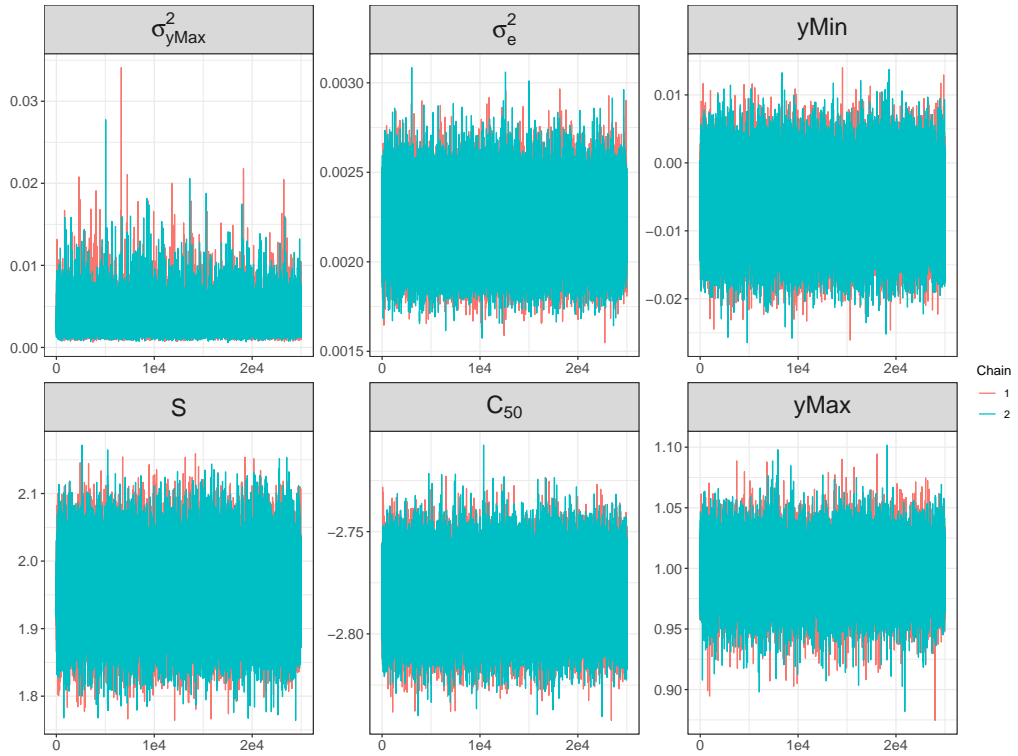 σ²yMax
σ²e
yMin
0.03
0.02
0.01
0.00
0
1e4
2e4
0.0030
0.0025
0.0020
0.0015
0
1e4
2e4
0.01
0.00
−0.01
−0.02
0
1e4
2e4
S
C50
yMax
2.1
2.0
1.9
1.8
0
1e4
2e4
−2.75
−2.80
0
1e4
2e4
1.10
1.05
1.00
0.95
0.90
0
1e4
2e4
Chain
1
2